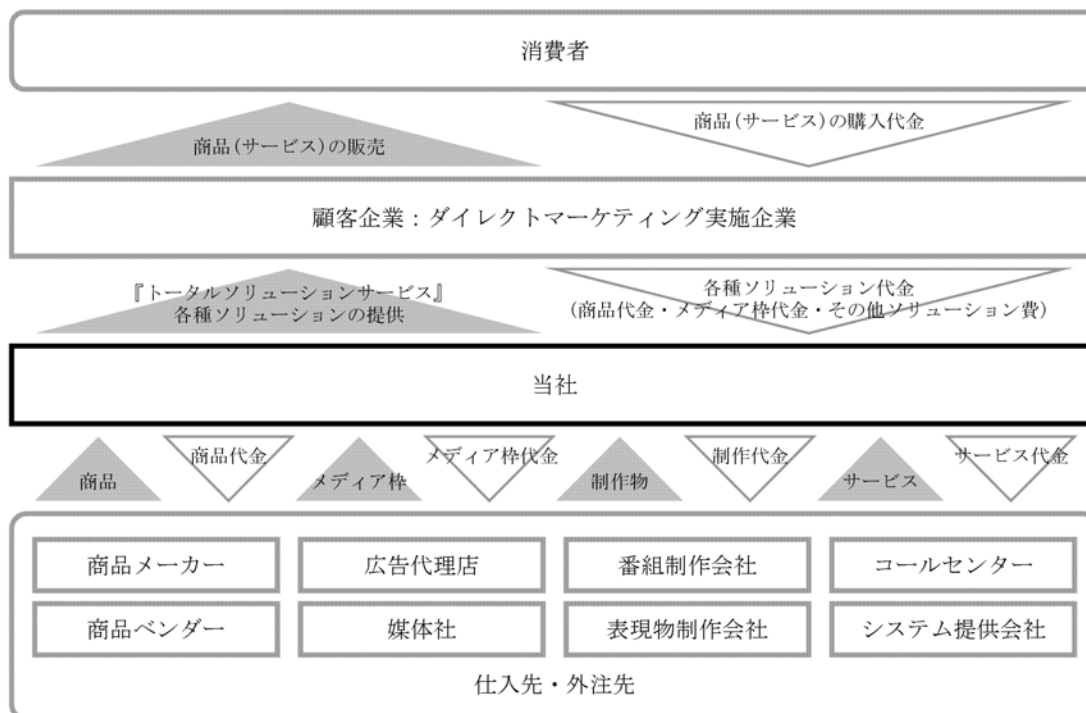 消費者
商品(サービス)の販売
商品(サービス)の購入代金
顧客企業:ダイレクトマーケティング実施企業
『トータルソリューションサービス』
各種ソリューションの提供
各種ソリューション代金
(商品代金・メディア枠代金・その他ソリューション費)
当社
商品
商品代金
メディア枠
メディア枠代金
制作物
制作代金
サービス
サービス代金
商品メーカー
広告代理店
番組制作会社
コールセンター
商品ベンダー
媒体社
表現物制作会社
システム提供会社
仕入先・外注先